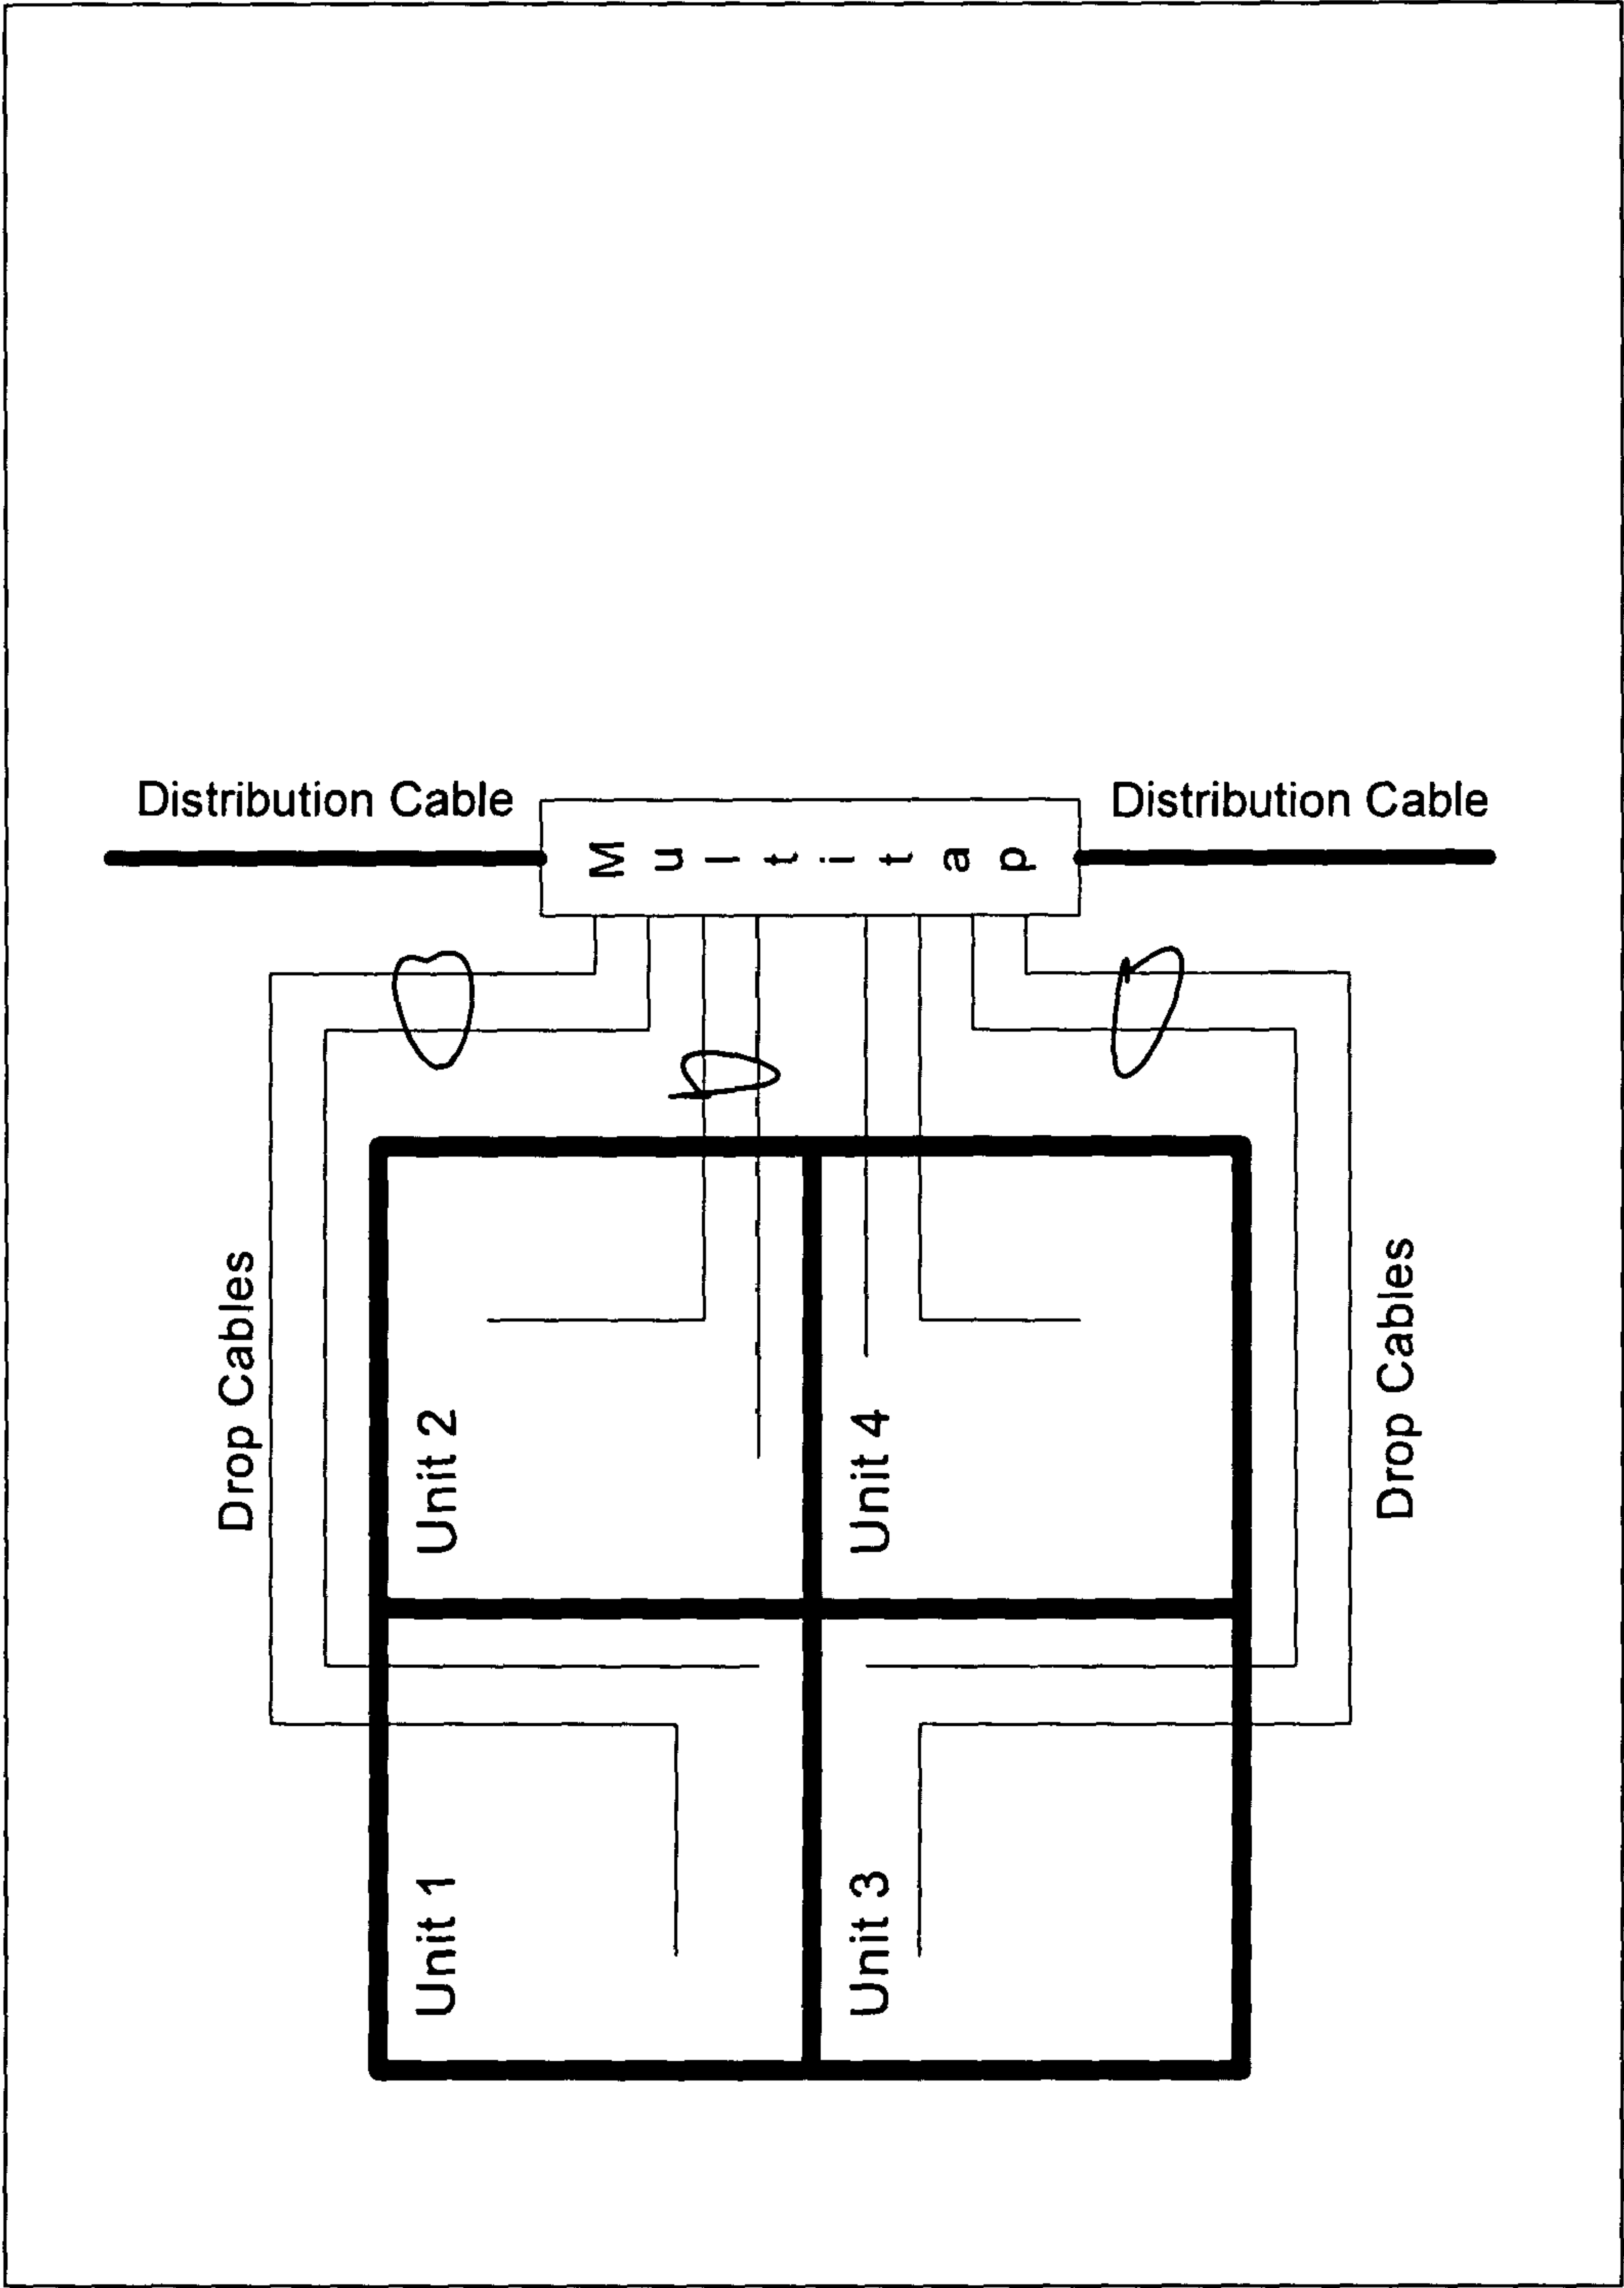 Distribution Cable
Distribution Cable
Multitap
Drop Cables
Drop Cables
Unit 2
Unit 4
Unit 1
Unit 3